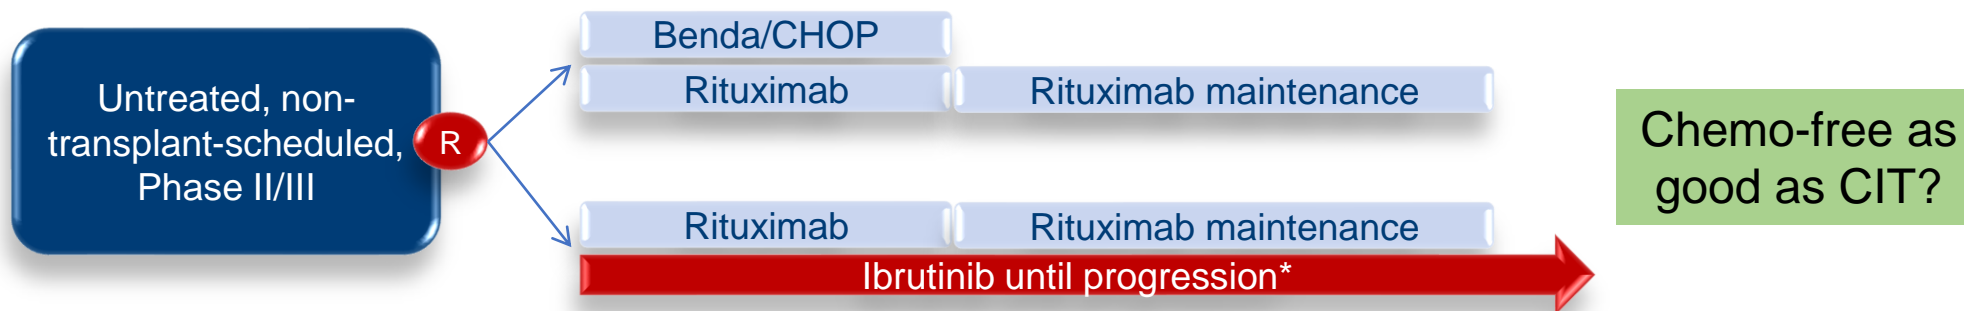 Untreated, non-
transplant-scheduled,
Phase II/III
R
Benda/CHOP
Rituximab
Rituximab maintenance
Rituximab
Rituximab maintenance
Ibrutinib until progression*
Chemo-free as
good as CIT?